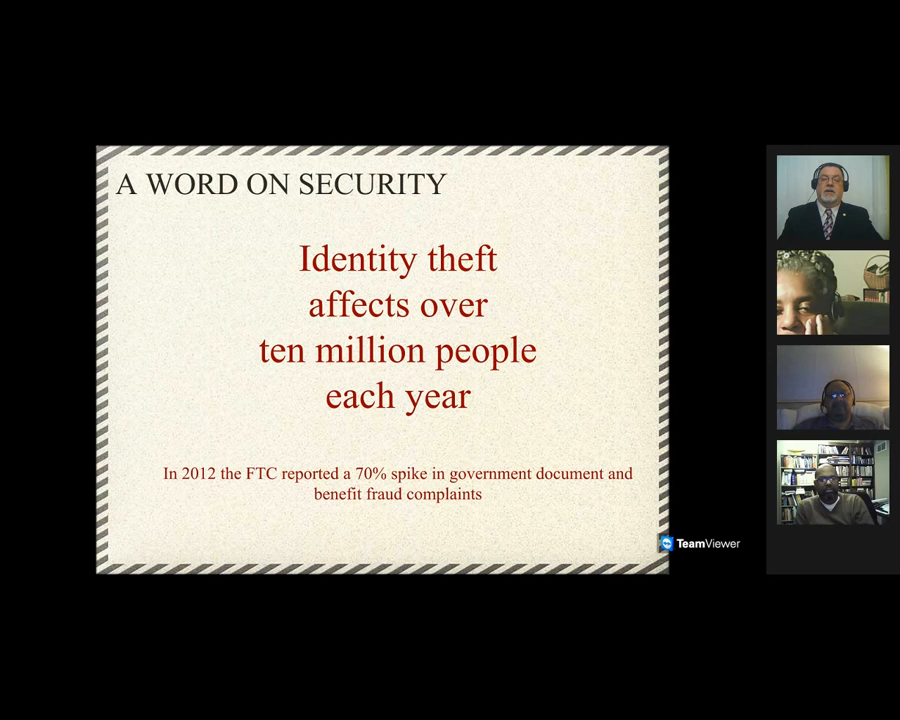 A WORD ON SECURITY
Identity theft
affects over
ten million people
each year
In 2012 the FTC reported a 70% spike in government document and
benefit fraud complaints
TeamViewer